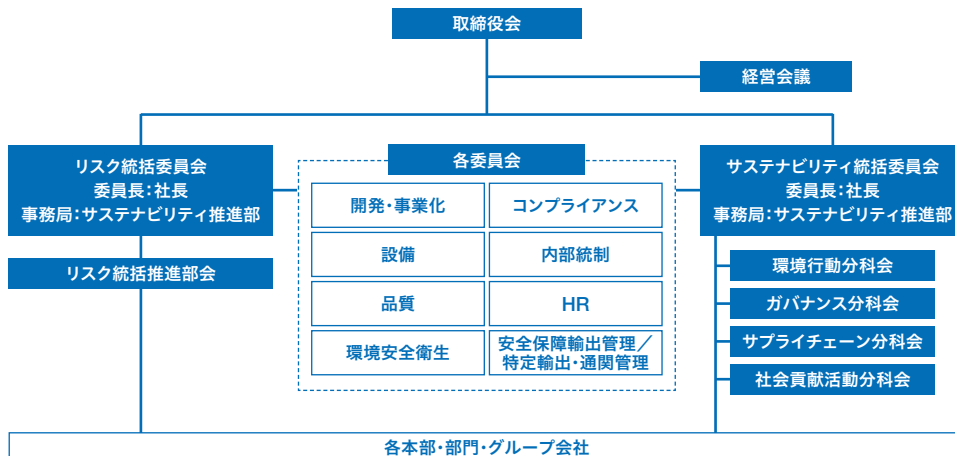 取締役会
経営会議
リスク統括委員会
委員長：社長
事務局：サステナビリティ推進部
リスク統括推進部会
各委員会
開発・事業化
コンプライアンス
設備
内部統制
品質
HR
環境安全衛生
安全保障輸出管理／
特定輸出・通関管理
サステナビリティ統括委員会
委員長：社長
事務局：サステナビリティ推進部
環境行動分科会
ガバナンス分科会
サプライチェーン分科会
社会貢献活動分科会
各本部・部門・グループ会社